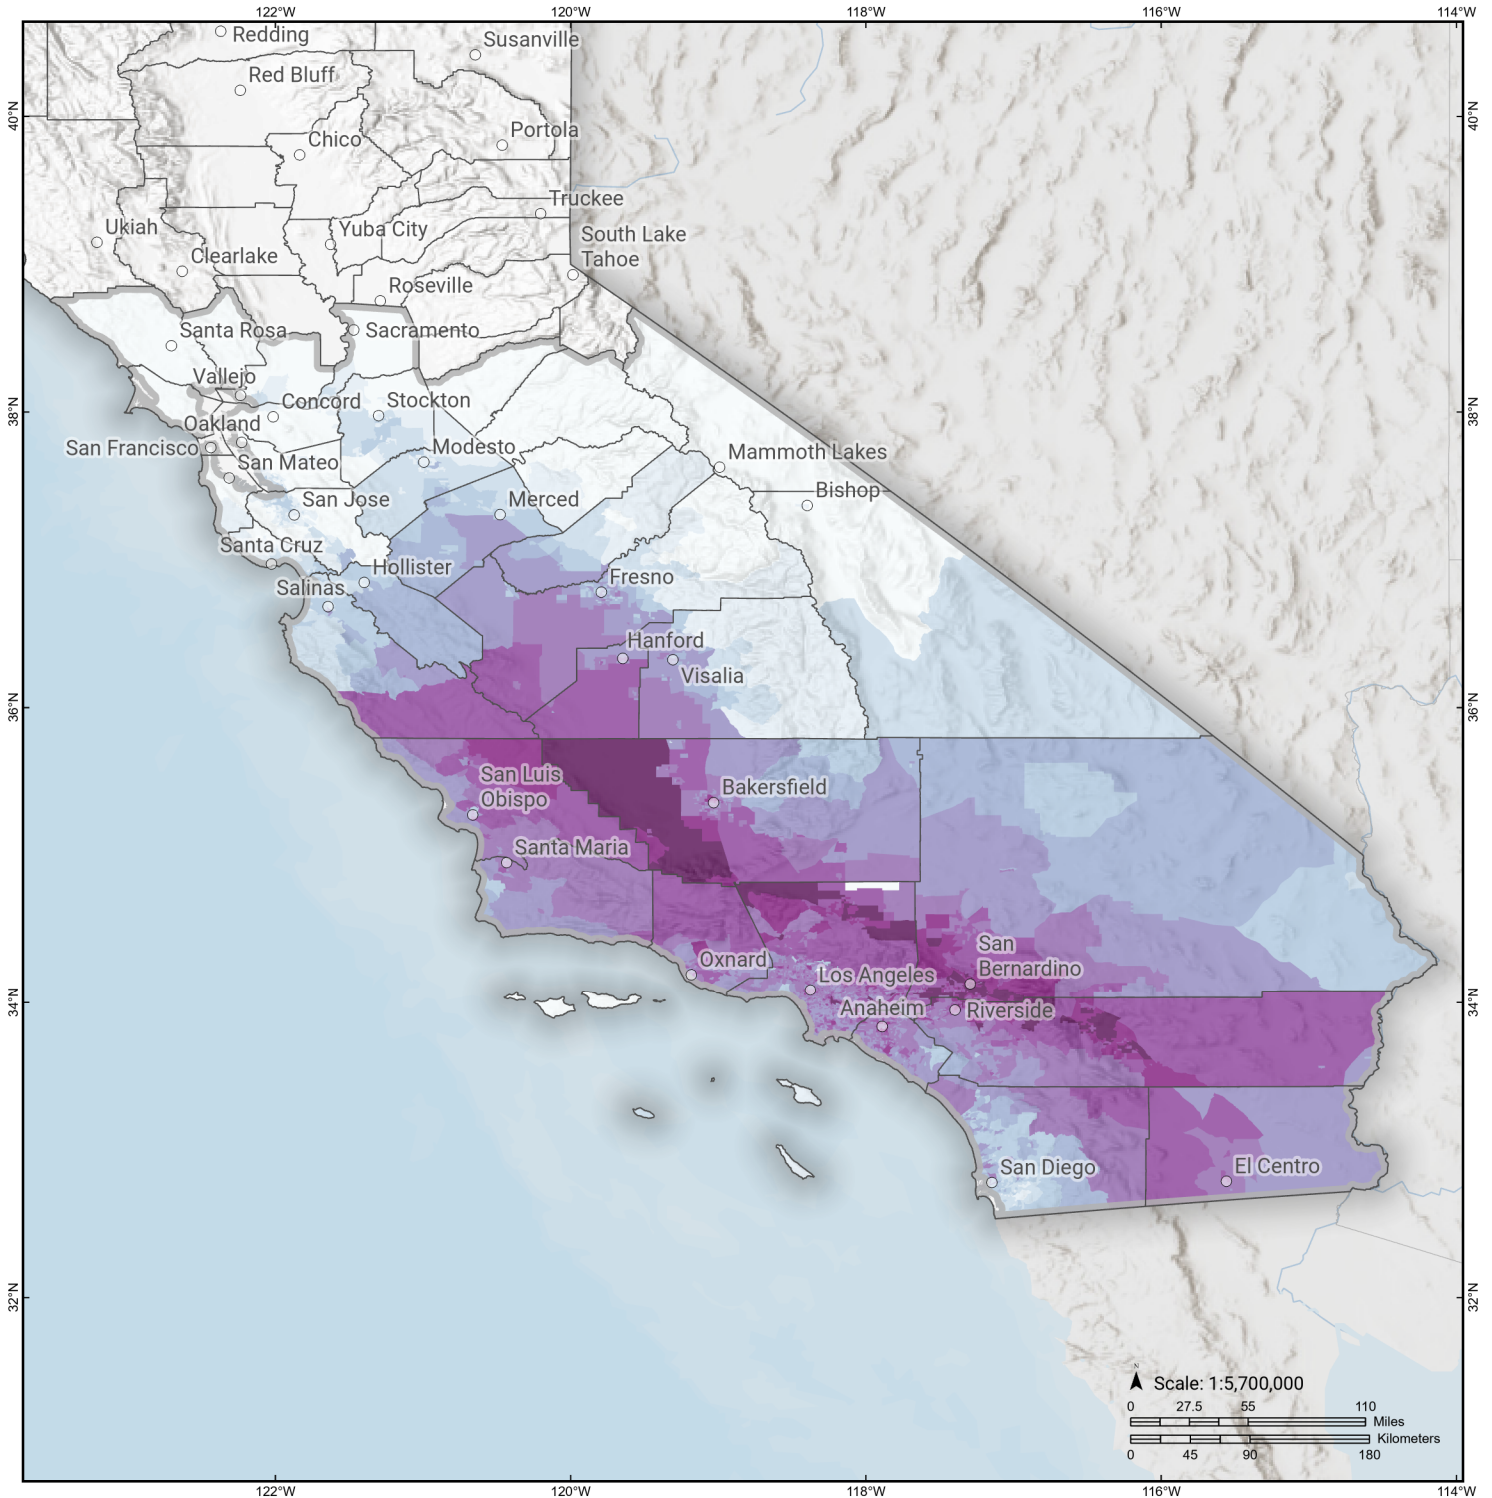 122°W 120°W 118°W 116°W 114°W
Redding
Susanville
Red Bluff
40°N
40°N
Portola
Chico
Truckee
Ukiah
Yuba City
South Lake
Tahoe
Clearlake
Roseville
Santa Rosa
Sacramento
Vallejo
Concord
Stockton
38°N
38°N
Oakland
San Francisco
Modesto
Mammoth Lakes
San Mateo
Bishop
San Jose
Merced
Santa Cruz
Hollister
Fresno
Salinas
Hanford
Visalia
36°N
36°N
San Luis
Obispo
Bakersfield
Santa Maria
San
Bernardino
Oxnard
Los Angeles
Anaheim
Riverside
34°N
34°N
San Diego
El Centro
32°N
32°N
N
Scale: 1:5,700,000
0 27.5 55 110
Miles
Kilometers
0 45 90 180
122°W 120°W 118°W 116°W 114°W